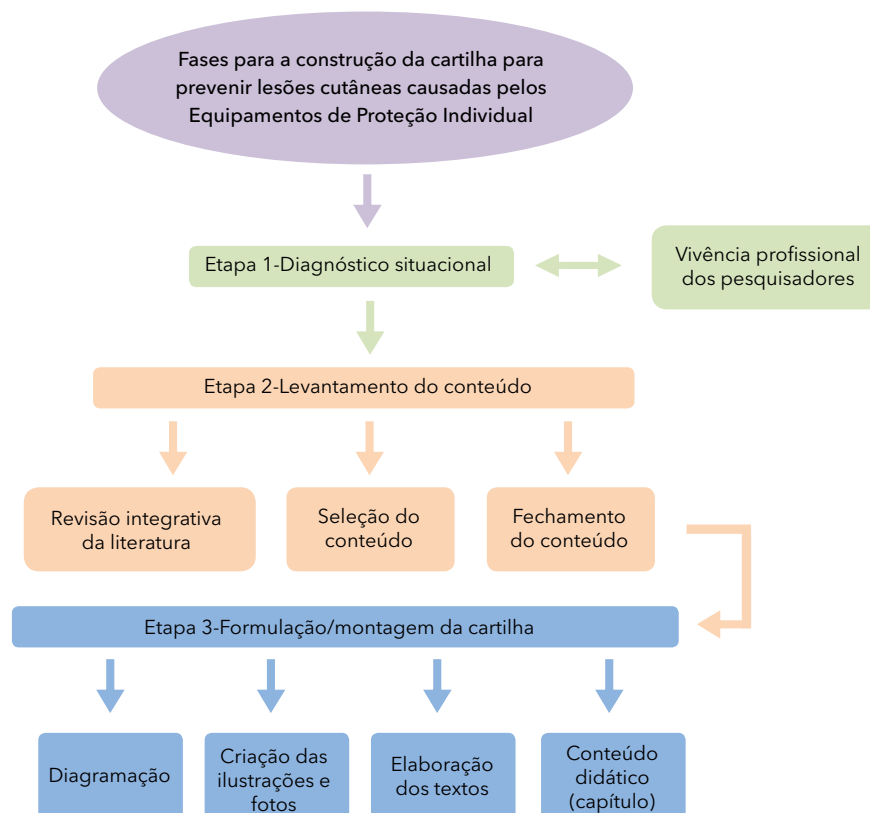 Fases para a construção da cartilha para
prevenir lesões cutâneas causadas pelos
Equipamentos de Proteção Individual
Etapa 1-Diagnóstico situacional
Vivência profissional
dos pesquisadores
Etapa 2-Levantamento do conteúdo
Revisão integrativa
da literatura
Seleção do
conteúdo
Fechamento
do conteúdo
Etapa 3-Formulação/montagem da cartilha
Diagramação
Criação das
ilustrações e
fotos
Elaboração
dos textos
Conteúdo
didático
(capítulo)